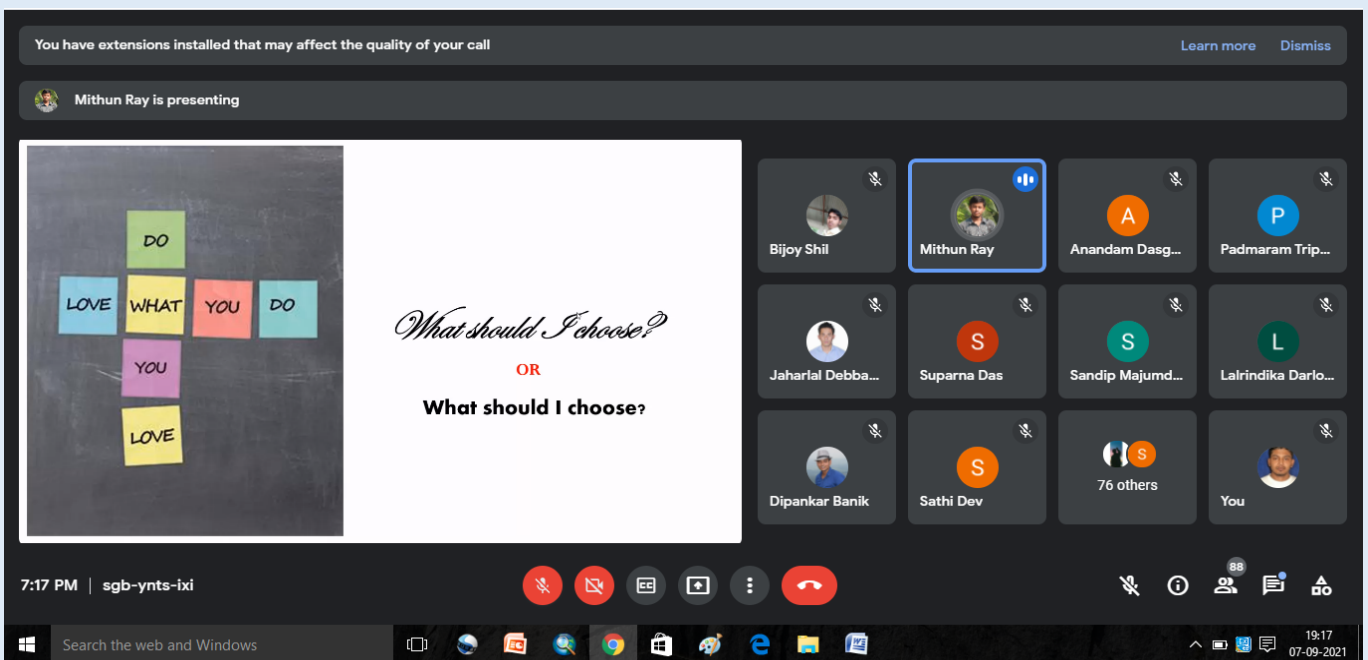 You have extensions installed that may affect the quality of your call
Learn more
Dismiss
Mithun Ray is presenting
DO
LOVE WHAT YOU DO
YOU
LOVE
What should I choose?
OR
What should I choose?
Bijoy Shil
Mithun Ray
A
Anandam Dasg...
P
Padmaram Trip...
Jaharlal Debba...
S
Suparna Das
S
Sandip Majumd...
L
Lalrindika Darlo...
Dipankar Banik
S
Sathi Dev
S
76 others
You
7:17 PM | sgb-ynts-ixi
88
Search the web and Windows
19:17
07-09-2021